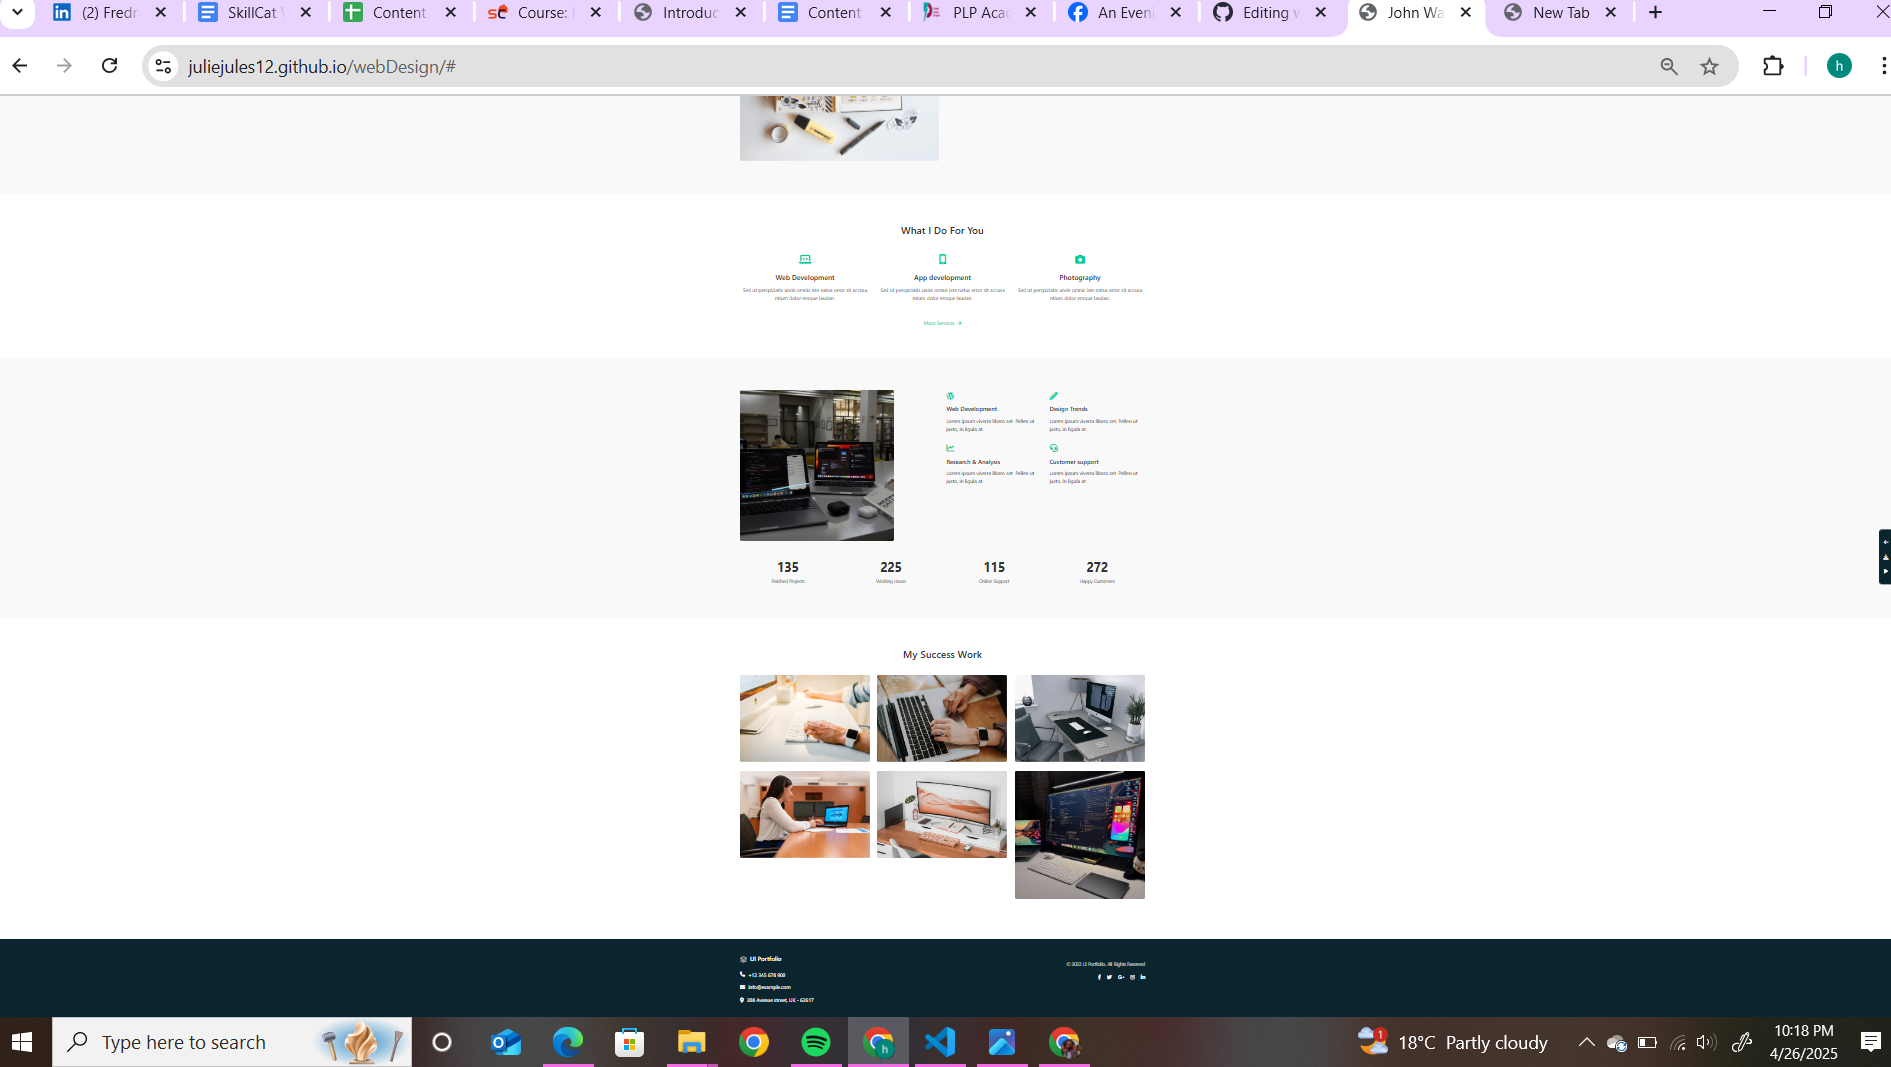 (2) Fredr
SkillCat
Content
Course:
Introduc
Content
PLP Acad
An Eveni
Editing
John Wa
New Tab
juliejules12.github.io/webDesign/#
h
What I Do For You
Web Development
App development
Photography
Sed ut perspiciatis unde omnis iste natus error sit accusa
ntium dolor emque laudan.
Sed ut perspiciatis unde omnis iste natus error sit accusa
ntium dolor emque laudan.
Sed ut perspiciatis unde omnis iste natus error sit accusa
ntium dolor emque laudan.
More Services
Web Development
Lorem ipsum viverra libero set. Pellen ut
justo, in ligula at
Design Trends
Lorem ipsum viverra libero set. Pellen ut
justo, in ligula at.
Research & Analysis
Lorem ipsum viverra libero set. Pellen ut
justo, in ligula at
Customer support
Lorem ipsum viverra libero set. Pellen ut
justo, in ligula at.
135
Finished Projects
225
Working Hours
115
Online Support
272
Happy Customers
My Success Work
UI Portfolio
+12 345 678 900
info@example.com
208 Avenue street, UK - 62617
© 2022 UI Portfolio. All Rights Reserved
Type here to search
1
18°C Partly cloudy
10:18 PM
4/26/2025